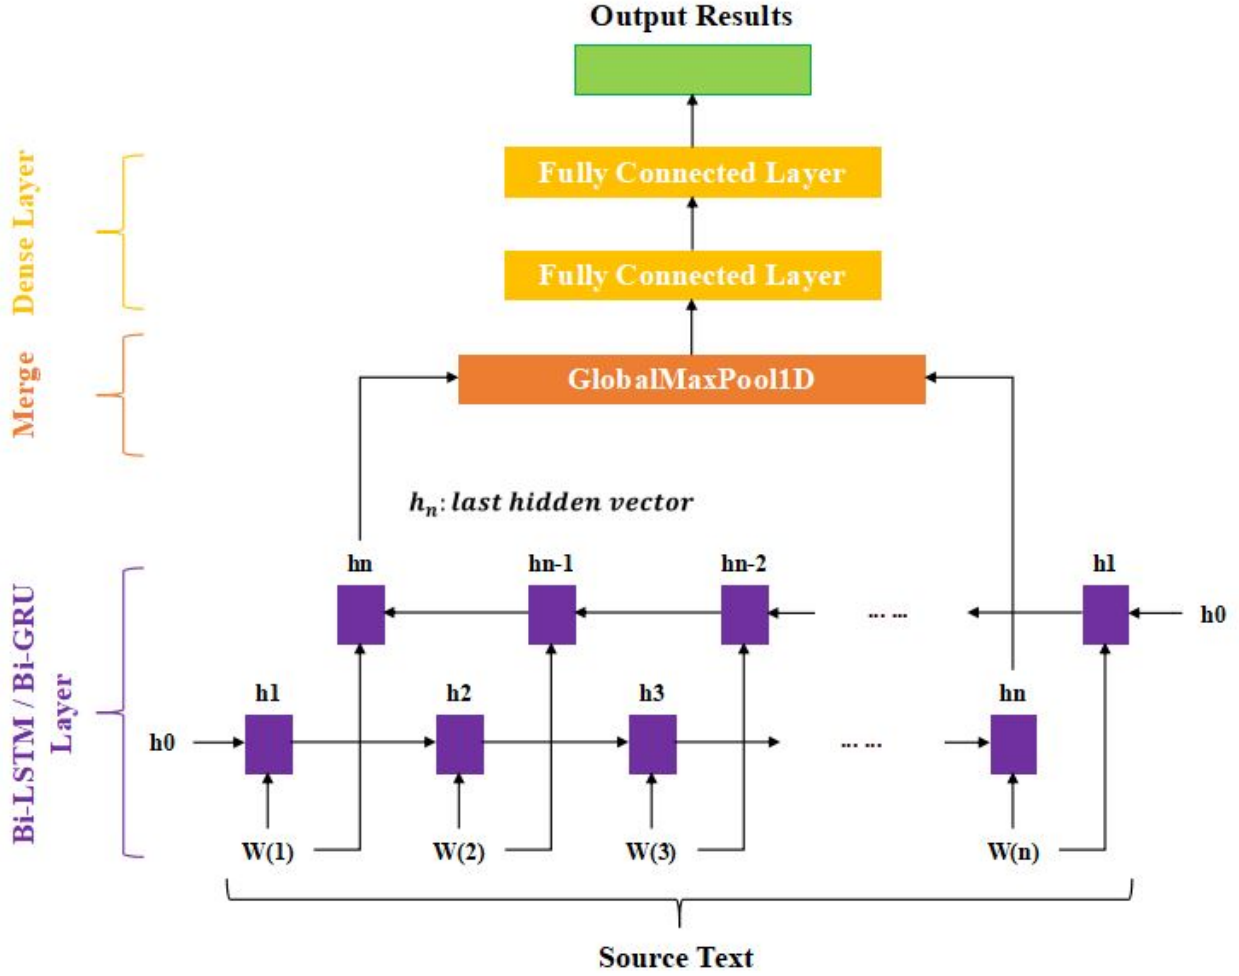 Output Results
Fully Connected Layer
Dense Layer
Fully Connected Layer
GlobalMaxPool1D
Merge
hₙ: last hidden vector
hn hn-1 hn-2 h1
... ... h0
Bi-LSTM / Bi-GRU
Layer
h1 h2 h3 hn
h0 ... ...
W(1) W(2) W(3) W(n)
Source Text